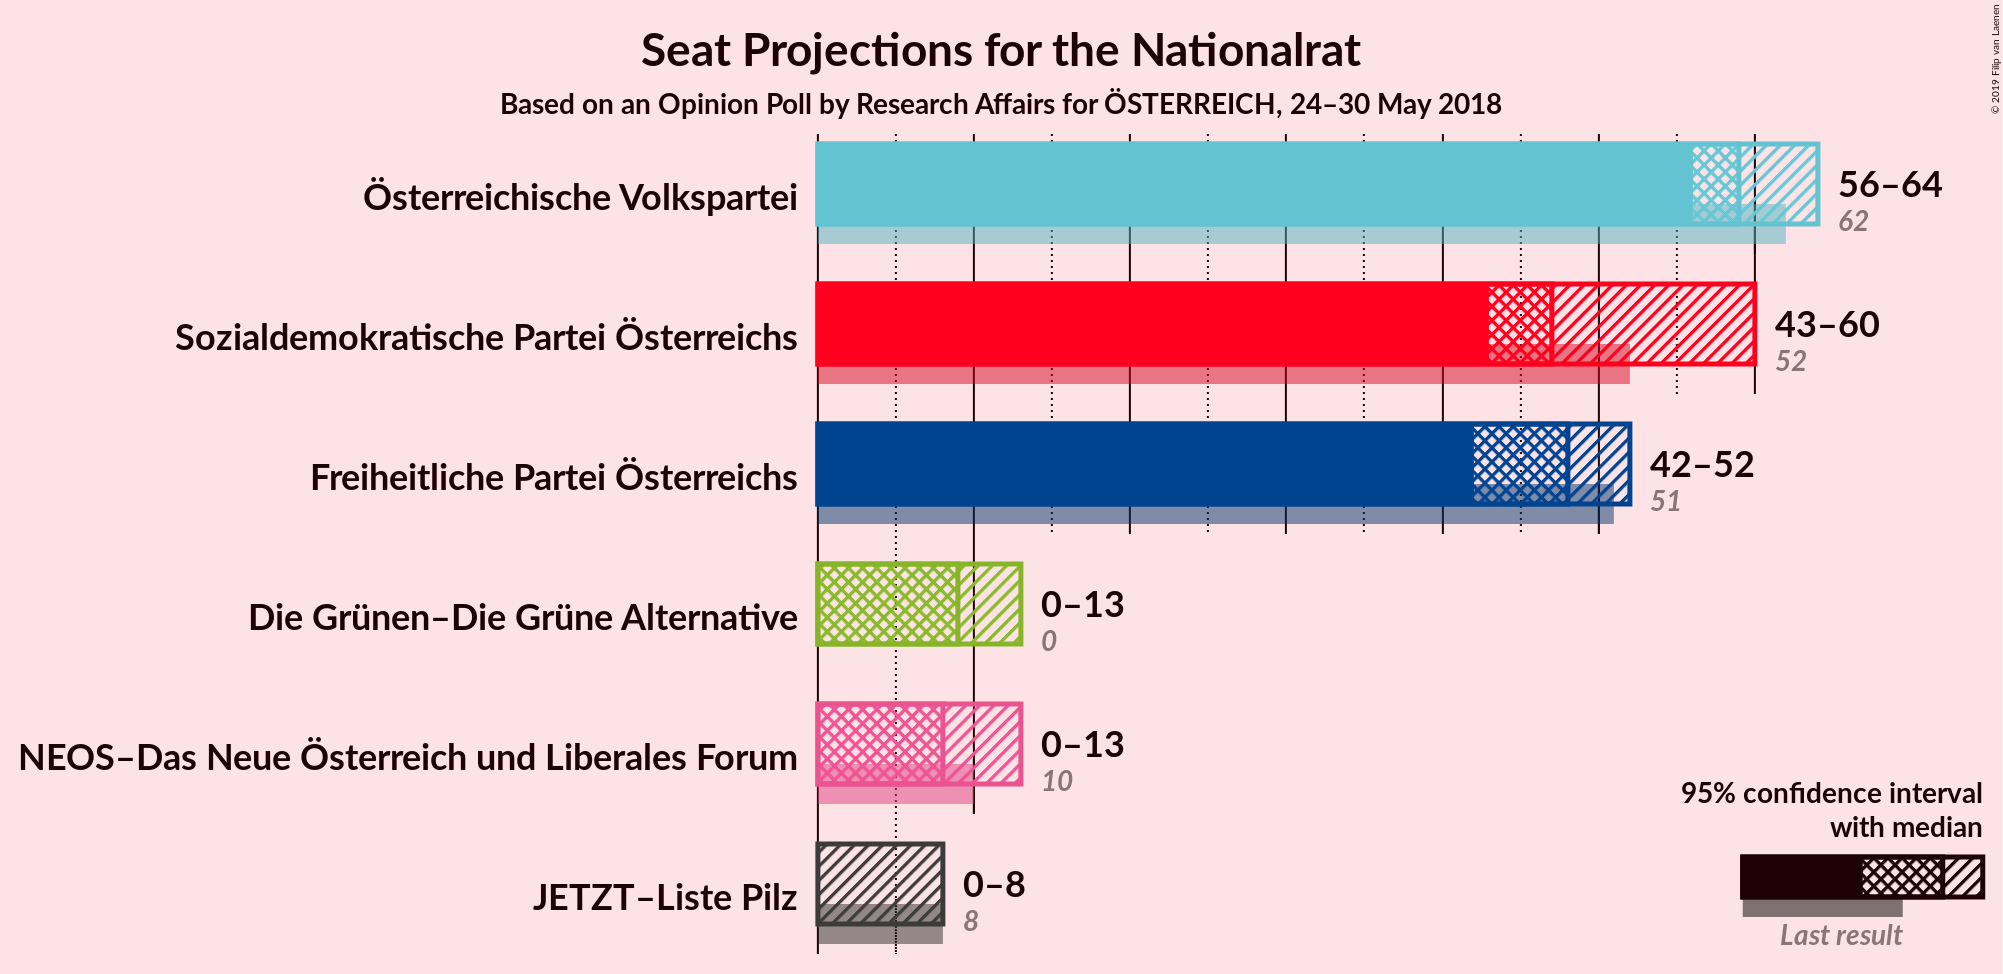 Seat Projections for the Nationalrat
Based on an Opinion Poll by Research Affairs for ÖSTERREICH, 24–30 May 2018
© 2019 Filip van Laenen
Österreichische Volkspartei
56–64
62
Sozialdemokratische Partei Österreichs
43–60
52
Freiheitliche Partei Österreichs
42–52
51
Die Grünen–Die Grüne Alternative
0–13
0
NEOS–Das Neue Österreich und Liberales Forum
0–13
10
JETZT–Liste Pilz
0–8
8
95% confidence interval
with median
Last result